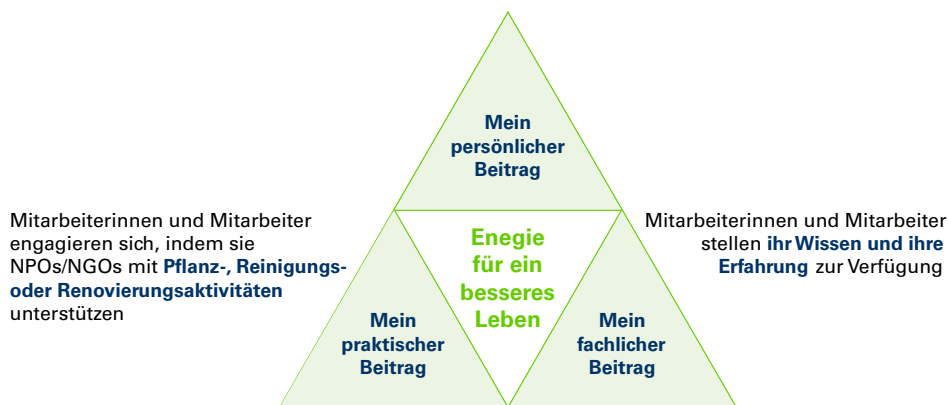 Mein
persönlicher
Beitrag
Mitarbeiterinnen und Mitarbeiter
engagieren sich, indem sie
NPOs/NGOs mit Pflanz-, Reinigungs-
oder Renovierungsaktivitäten
unterstützen
Enegie
für ein
besseres
Leben
Mitarbeiterinnen und Mitarbeiter
stellen ihr Wissen und ihre
Erfahrung zur Verfügung
Mein
praktischer
Beitrag
Mein
fachlicher
Beitrag